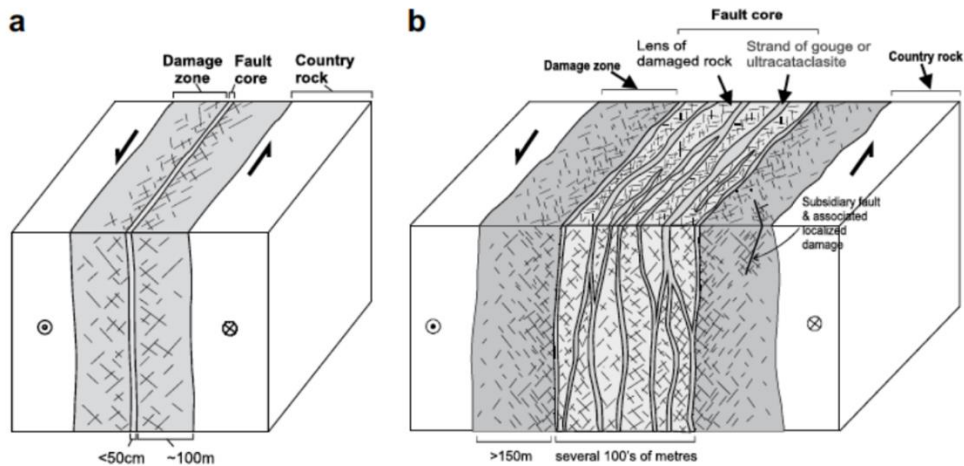 a
Damage
zone
Fault
core
Country
rock
<50cm
~100m
b
Fault core
Damage zone
Lens of
damaged rock
Strand of gouge or
ultracataclasite
Country rock
Subsidiary fault
& associated
localized
damage
>150m
several 100's of metres